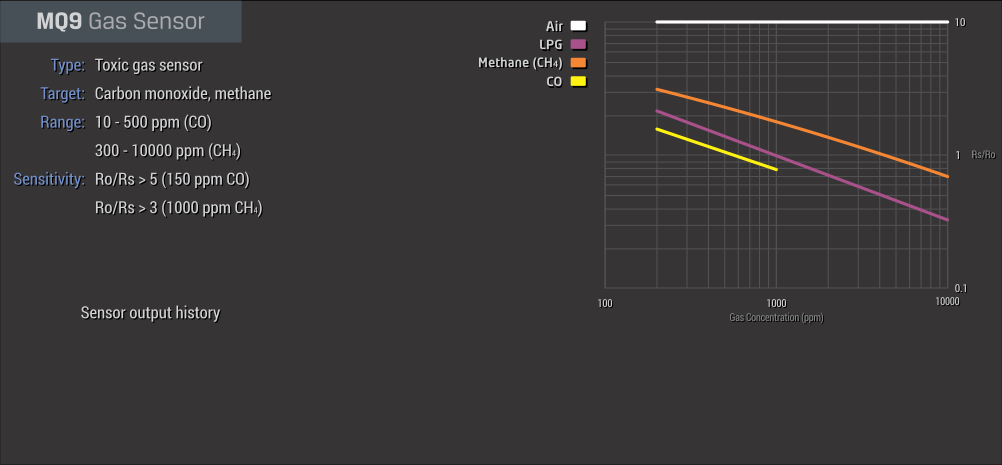 MQ9 Gas Sensor
Type: Toxic gas sensor
Target: Carbon monoxide, methane
Range: 10 - 500 ppm (CO)
300 - 10000 ppm (CH₄)
Sensitivity: Ro/Rs > 5 (150 ppm CO)
Ro/Rs > 3 (1000 ppm CH₄)
Sensor output history
Air
LPG
Methane (CH₄)
CO
10
1
Rs/Ro
0.1
100
1000
10000
Gas Concentration (ppm)